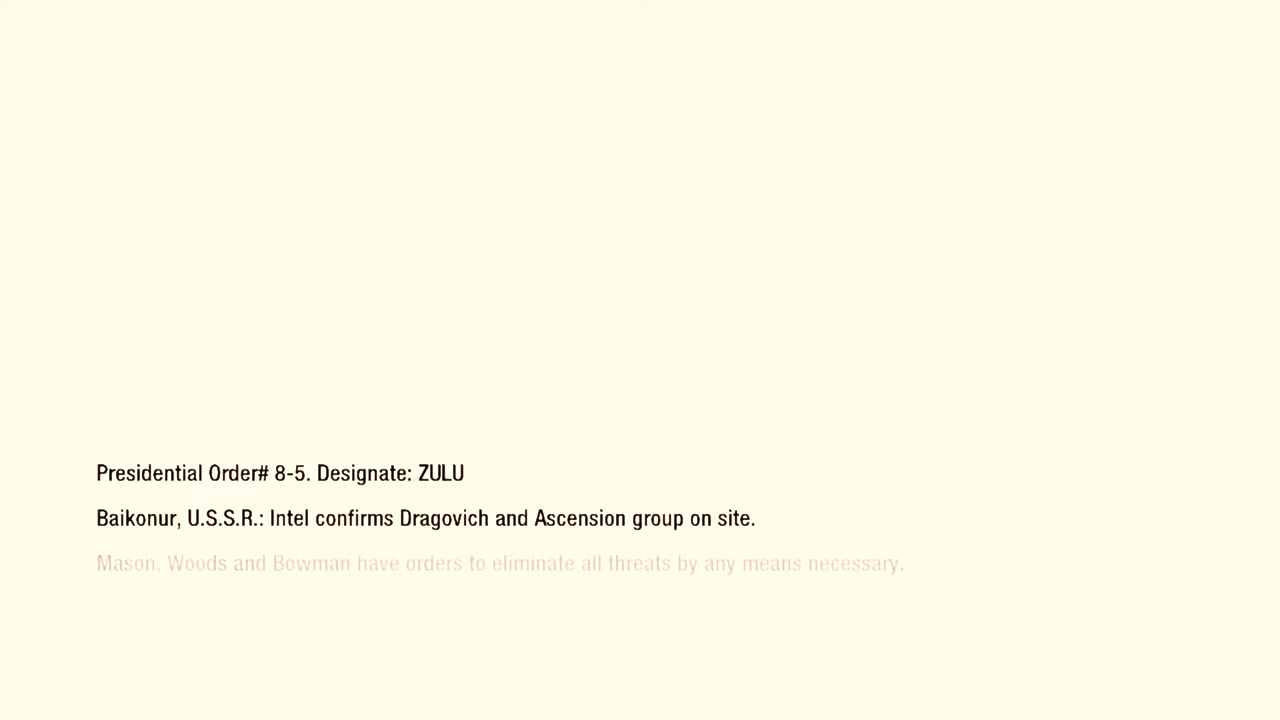 Presidential Order# 8-5. Designate: ZULU
Baikonur, U.S.S.R.: Intel confirms Dragovich and Ascension group on site.
Mason, Woods and Bowman have orders to eliminate all threats by any means necessary.